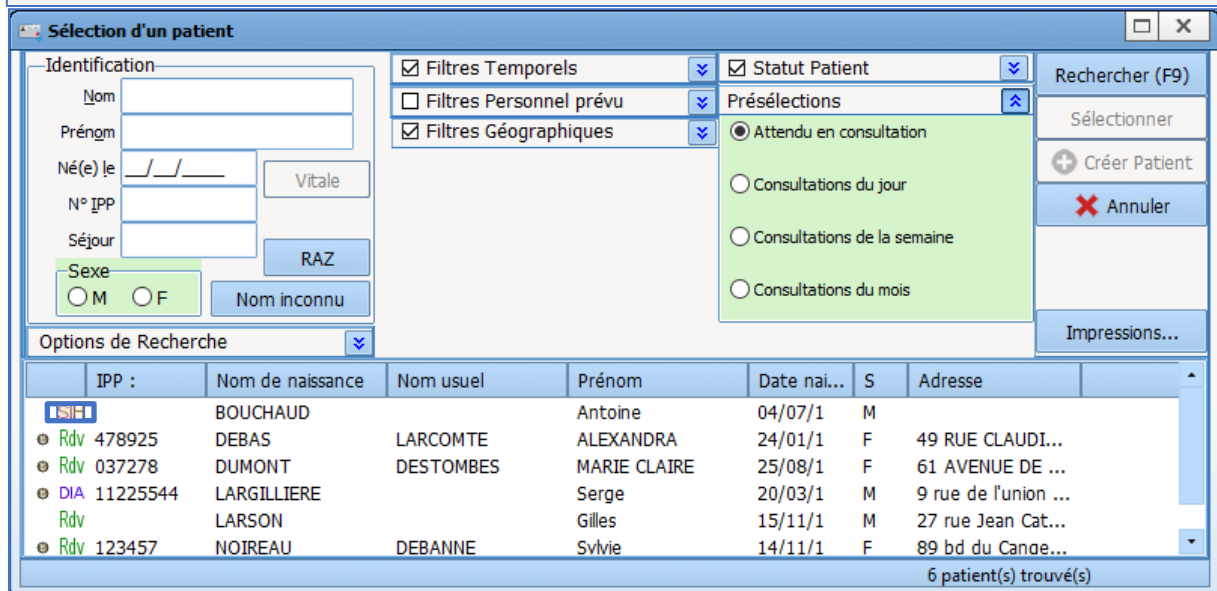 Sélection d'un patient
Identification
Nom
Prénom
Né(e) le __/__/____
Vitale
N° IPP
Séjour
RAZ
Sexe
M F
Nom inconnu
Options de Recherche
Filtres Temporels
Filtres Personnel prévu
Filtres Géographiques
Statut Patient
Présélections
Attendu en consultation
Consultations du jour
Consultations de la semaine
Consultations du mois
Rechercher (F9)
Sélectionner
Créer Patient
Annuler
Impressions...
IPP : Nom de naissance Nom usuel Prénom Date nai... S Adresse
SIH BOUCHAUD Antoine 04/07/1 M
Rdv 478925 DEBAS LARCOMTE ALEXANDRA 24/01/1 F 49 RUE CLAUDI...
Rdv 037278 DUMONT DESTOMBES MARIE CLAIRE 25/08/1 F 61 AVENUE DE ...
DIA 11225544 LARGILLIERE Serge 20/03/1 M 9 rue de l'union ...
Rdv LARSON Gilles 15/11/1 M 27 rue Jean Cat...
Rdv 123457 NOIREAU DEBANNE Sylvie 14/11/1 F 89 bd du Cange...
6 patient(s) trouvé(s)